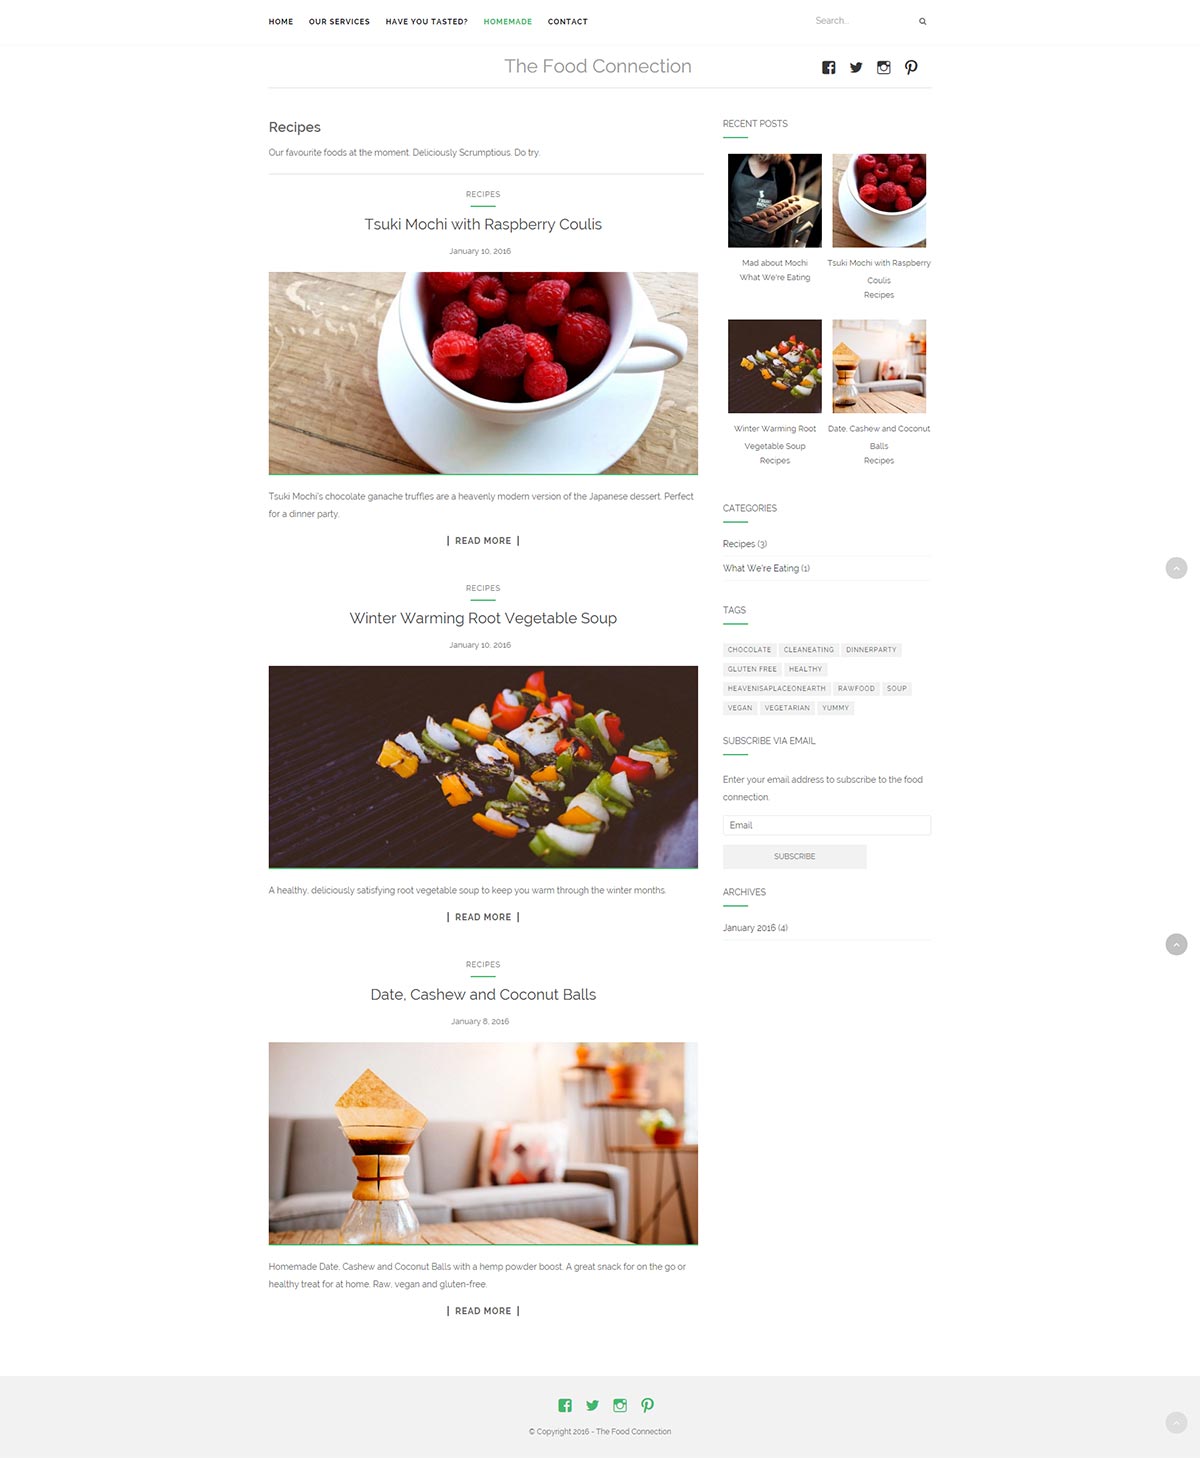 HOME OUR SERVICES HAVE YOU TASTED? HOMEMADE CONTACT Search...
The Food Connection
Recipes
Our favourite foods at the moment. Deliciously Scrumptious. Do try.
RECIPES
Tsuki Mochi with Raspberry Coulis
January 10, 2016
Tsuki Mochi's chocolate ganache truffles are a heavenly modern version of the Japanese dessert. Perfect
for a dinner party.
| READ MORE |
RECIPES
Winter Warming Root Vegetable Soup
January 10, 2016
A healthy, deliciously satisfying root vegetable soup to keep you warm through the winter months.
| READ MORE |
RECIPES
Date, Cashew and Coconut Balls
January 8, 2016
Homemade Date, Cashew and Coconut Balls with a hemp powder boost. A great snack for on the go or
healthy treat for at home. Raw, vegan and gluten-free.
| READ MORE |
RECENT POSTS
Mad about Mochi
What We're Eating
Tsuki Mochi with Raspberry
Coulis
Recipes
Winter Warming Root
Vegetable Soup
Recipes
Date, Cashew and Coconut
Balls
Recipes
CATEGORIES
Recipes (3)
What We're Eating (1)
TAGS
CHOCOLATE CLEANEATING DINNERPARTY
GLUTEN FREE HEALTHY
HEAVENISAPLACEONEARTH RAWFOOD SOUP
VEGAN VEGETARIAN YUMMY
SUBSCRIBE VIA EMAIL
Enter your email address to subscribe to the food
connection.
Email
SUBSCRIBE
ARCHIVES
January 2016 (4)
© Copyright 2016 - The Food Connection